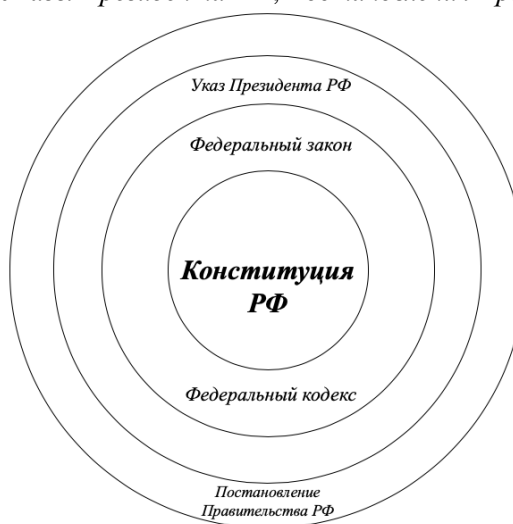 Указ Президента РФ
Федеральный закон
Конституция
РФ
Федеральный кодекс
Постановление
Правительства РФ